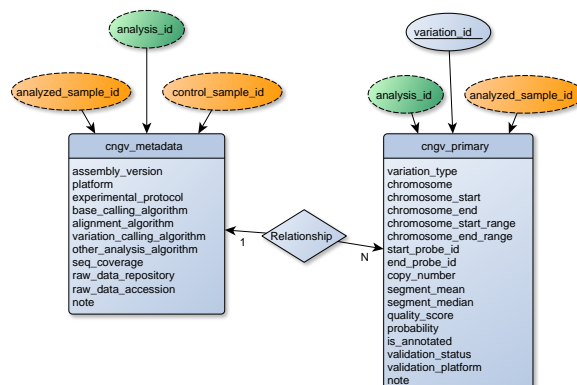 analysis_id
variation_id
analyzed_sample_id
control_sample_id
analysis_id
analyzed_sample_id
cngv_metadata
assembly_version
platform
experimental_protocol
base_calling_algorithm
alignment_algorithm
variation_calling_algorithm
other_analysis_algorithm
seq_coverage
raw_data_repository
raw_data_accession
note
1
Relationship
N
cngv_primary
variation_type
chromosome
chromosome_start
chromosome_end
chromosome_start_range
chromosome_end_range
start_probe_id
end_probe_id
copy_number
segment_mean
segment_median
quality_score
probability
is_annotated
validation_status
validation_platform
note